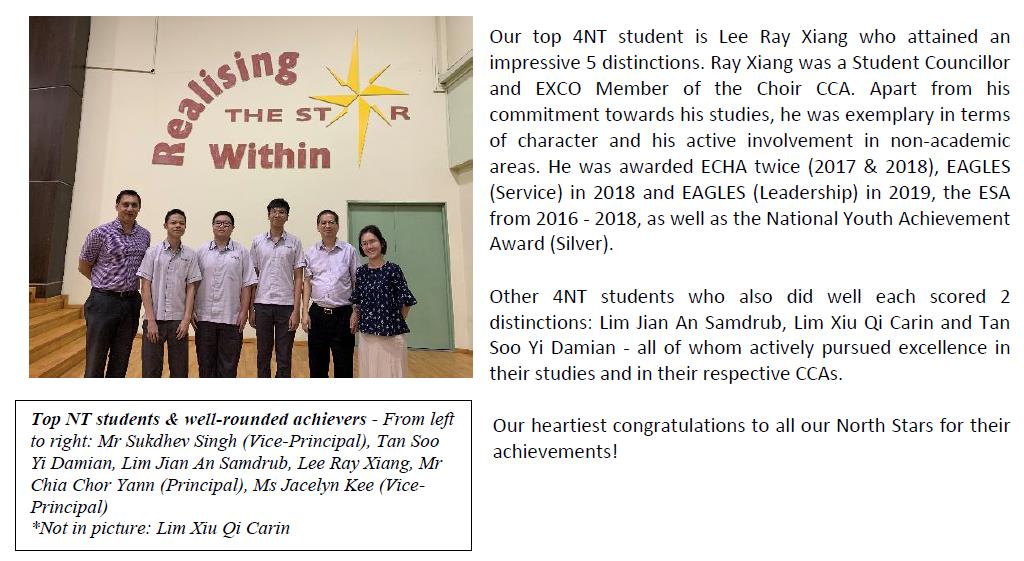 Realising
THE ST R
Within
Our top 4NT student is Lee Ray Xiang who attained an
impressive 5 distinctions. Ray Xiang was a Student Councillor
and EXCO Member of the Choir CCA. Apart from his
commitment towards his studies, he was exemplary in terms
of character and his active involvement in non-academic
areas. He was awarded ECHA twice (2017 & 2018), EAGLES
(Service) in 2018 and EAGLES (Leadership) in 2019, the ESA
from 2016 - 2018, as well as the National Youth Achievement
Award (Silver).
Other 4NT students who also did well each scored 2
distinctions: Lim Jian An Samdrub, Lim Xiu Qi Carin and Tan
Soo Yi Damian - all of whom actively pursued excellence in
their studies and in their respective CCAs.
Our heartiest congratulations to all our North Stars for their
achievements!
Top NT students & well-rounded achievers - From left
to right: Mr Sukdhev Singh (Vice-Principal), Tan Soo
Yi Damian, Lim Jian An Samdrub, Lee Ray Xiang, Mr
Chia Chor Yann (Principal), Ms Jacelyn Kee (Vice-
Principal)
*Not in picture: Lim Xiu Qi Carin